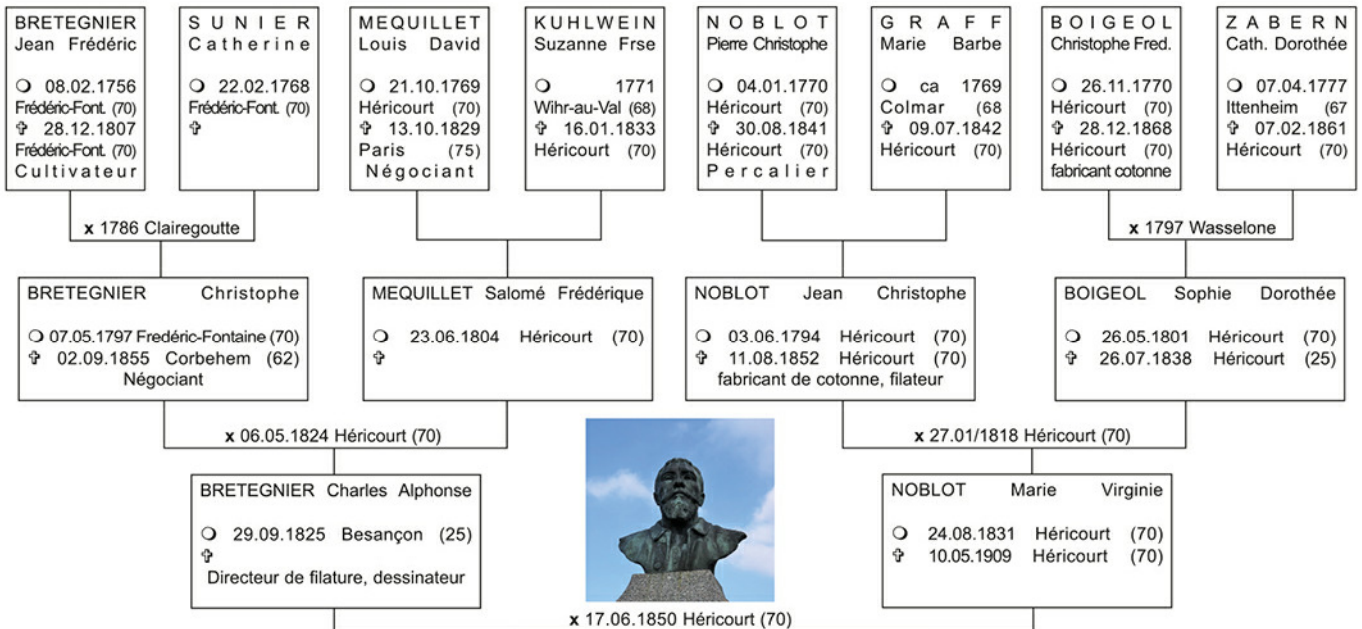 BRETEGNIER
Jean Frédéric
❍ 08.02.1756
Frédéric-Font. (70)
✞ 28.12.1807
Frédéric-Font. (70)
Cultivateur
SUNIER
Catherine
❍ 22.02.1768
Frédéric-Font. (70)
✞
MEQUILLET
Louis David
❍ 21.10.1769
Héricourt (70)
✞ 13.10.1829
Paris (75)
Négociant
KUHLWEIN
Suzanne Frse
❍ 1771
Wihr-au-Val (68)
✞ 16.01.1833
Héricourt (70)
NOBLOT
Pierre Christophe
❍ 04.01.1770
Héricourt (70)
✞ 30.08.1841
Héricourt (70)
Percalier
GRAFF
Marie Barbe
❍ ca 1769
Colmar (68
✞ 09.07.1842
Héricourt (70)
BOIGEOL
Christophe Fred.
❍ 26.11.1770
Héricourt (70)
✞ 28.12.1868
Héricourt (70)
fabricant cotonne
ZABERN
Cath. Dorothée
❍ 07.04.1777
Ittenheim (67
✞ 07.02.1861
Héricourt (70)
x 1786 Clairegoutte
x 1797 Wasselone
BRETEGNIER Christophe
❍ 07.05.1797 Fredéric-Fontaine (70)
✞ 02.09.1855 Corbehem (62)
Négociant
MEQUILLET Salomé Frédérique
❍ 23.06.1804 Héricourt (70)
✞
NOBLOT Jean Christophe
❍ 03.06.1794 Héricourt (70)
✞ 11.08.1852 Héricourt (70)
fabricant de cotonne, filateur
BOIGEOL Sophie Dorothée
❍ 26.05.1801 Héricourt (70)
✞ 26.07.1838 Héricourt (25)
x 06.05.1824 Héricourt (70)
x 27.01/1818 Héricourt (70)
BRETEGNIER Charles Alphonse
❍ 29.09.1825 Besançon (25)
✞
Directeur de filature, dessinateur
NOBLOT Marie Virginie
❍ 24.08.1831 Héricourt (70)
✞ 10.05.1909 Héricourt (70)
x 17.06.1850 Héricourt (70)